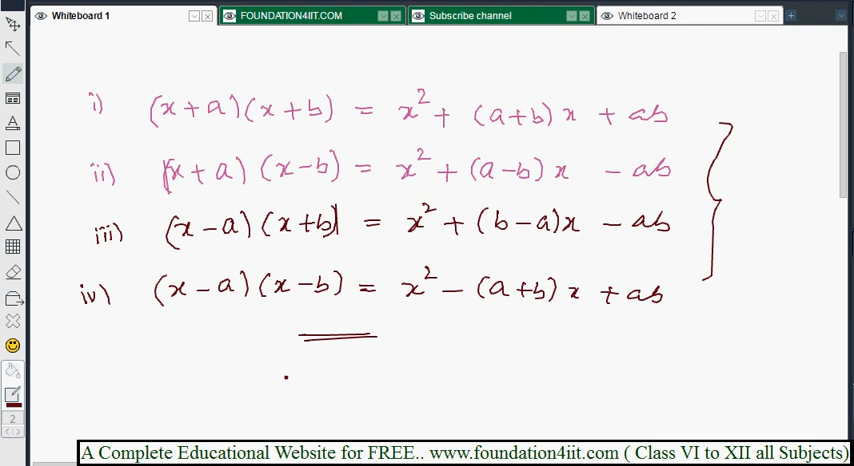 Whiteboard 1
FOUNDATION4IIT.COM
Subscribe channel
Whiteboard 2
i) (x+a)(x+b) = x² + (a+b)x + ab
ii) (x+a)(x-b) = x² + (a-b)x - ab
iii) (x-a)(x+b) = x² + (b-a)x - ab
iv) (x-a)(x-b) = x² - (a+b)x + ab
2
A Complete Educational Website for FREE.. www.foundation4iit.com ( Class VI to XII all Subjects)